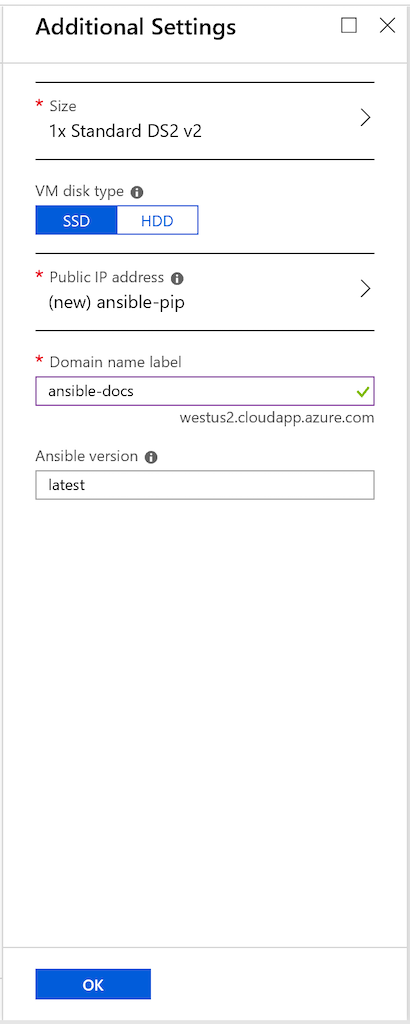 Additional Settings
* Size
1x Standard DS2 v2
VM disk type
SSD HDD
* Public IP address
(new) ansible-pip
* Domain name label
ansible-docs
westus2.cloudapp.azure.com
Ansible version
latest
OK